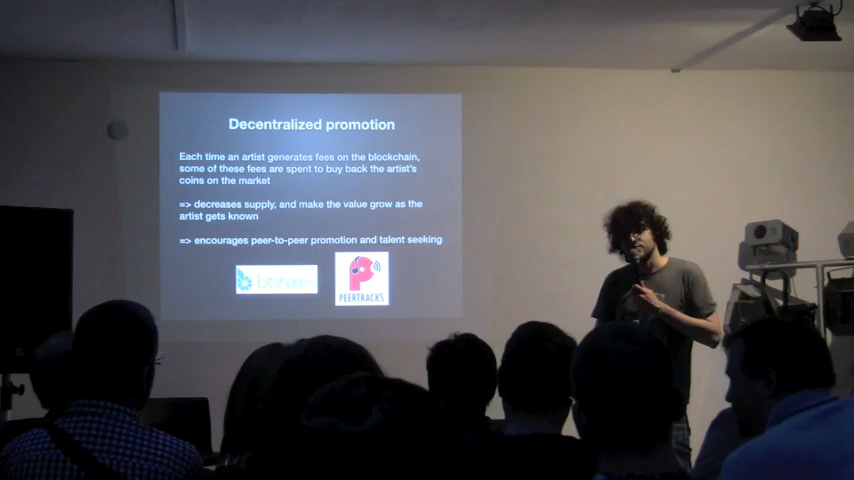 Decentralized promotion
Each time an artist generates fees on the blockchain,
some of these fees are spent to buy back the artist's
coins on the market
=> decreases supply, and make the value grow as the
artist gets known
=> encourages peer-to-peer promotion and talent seeking
bitshares
PEERTRACKS